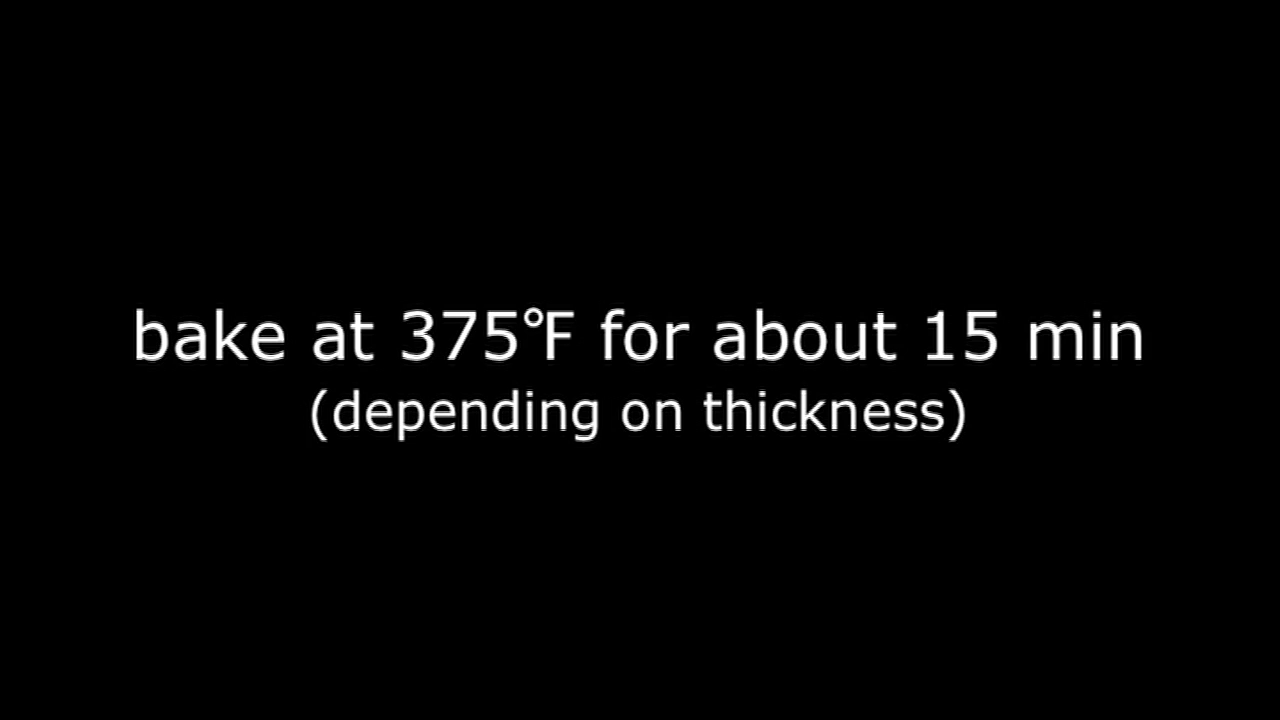 bake at 375℉ for about 15 min
(depending on thickness)